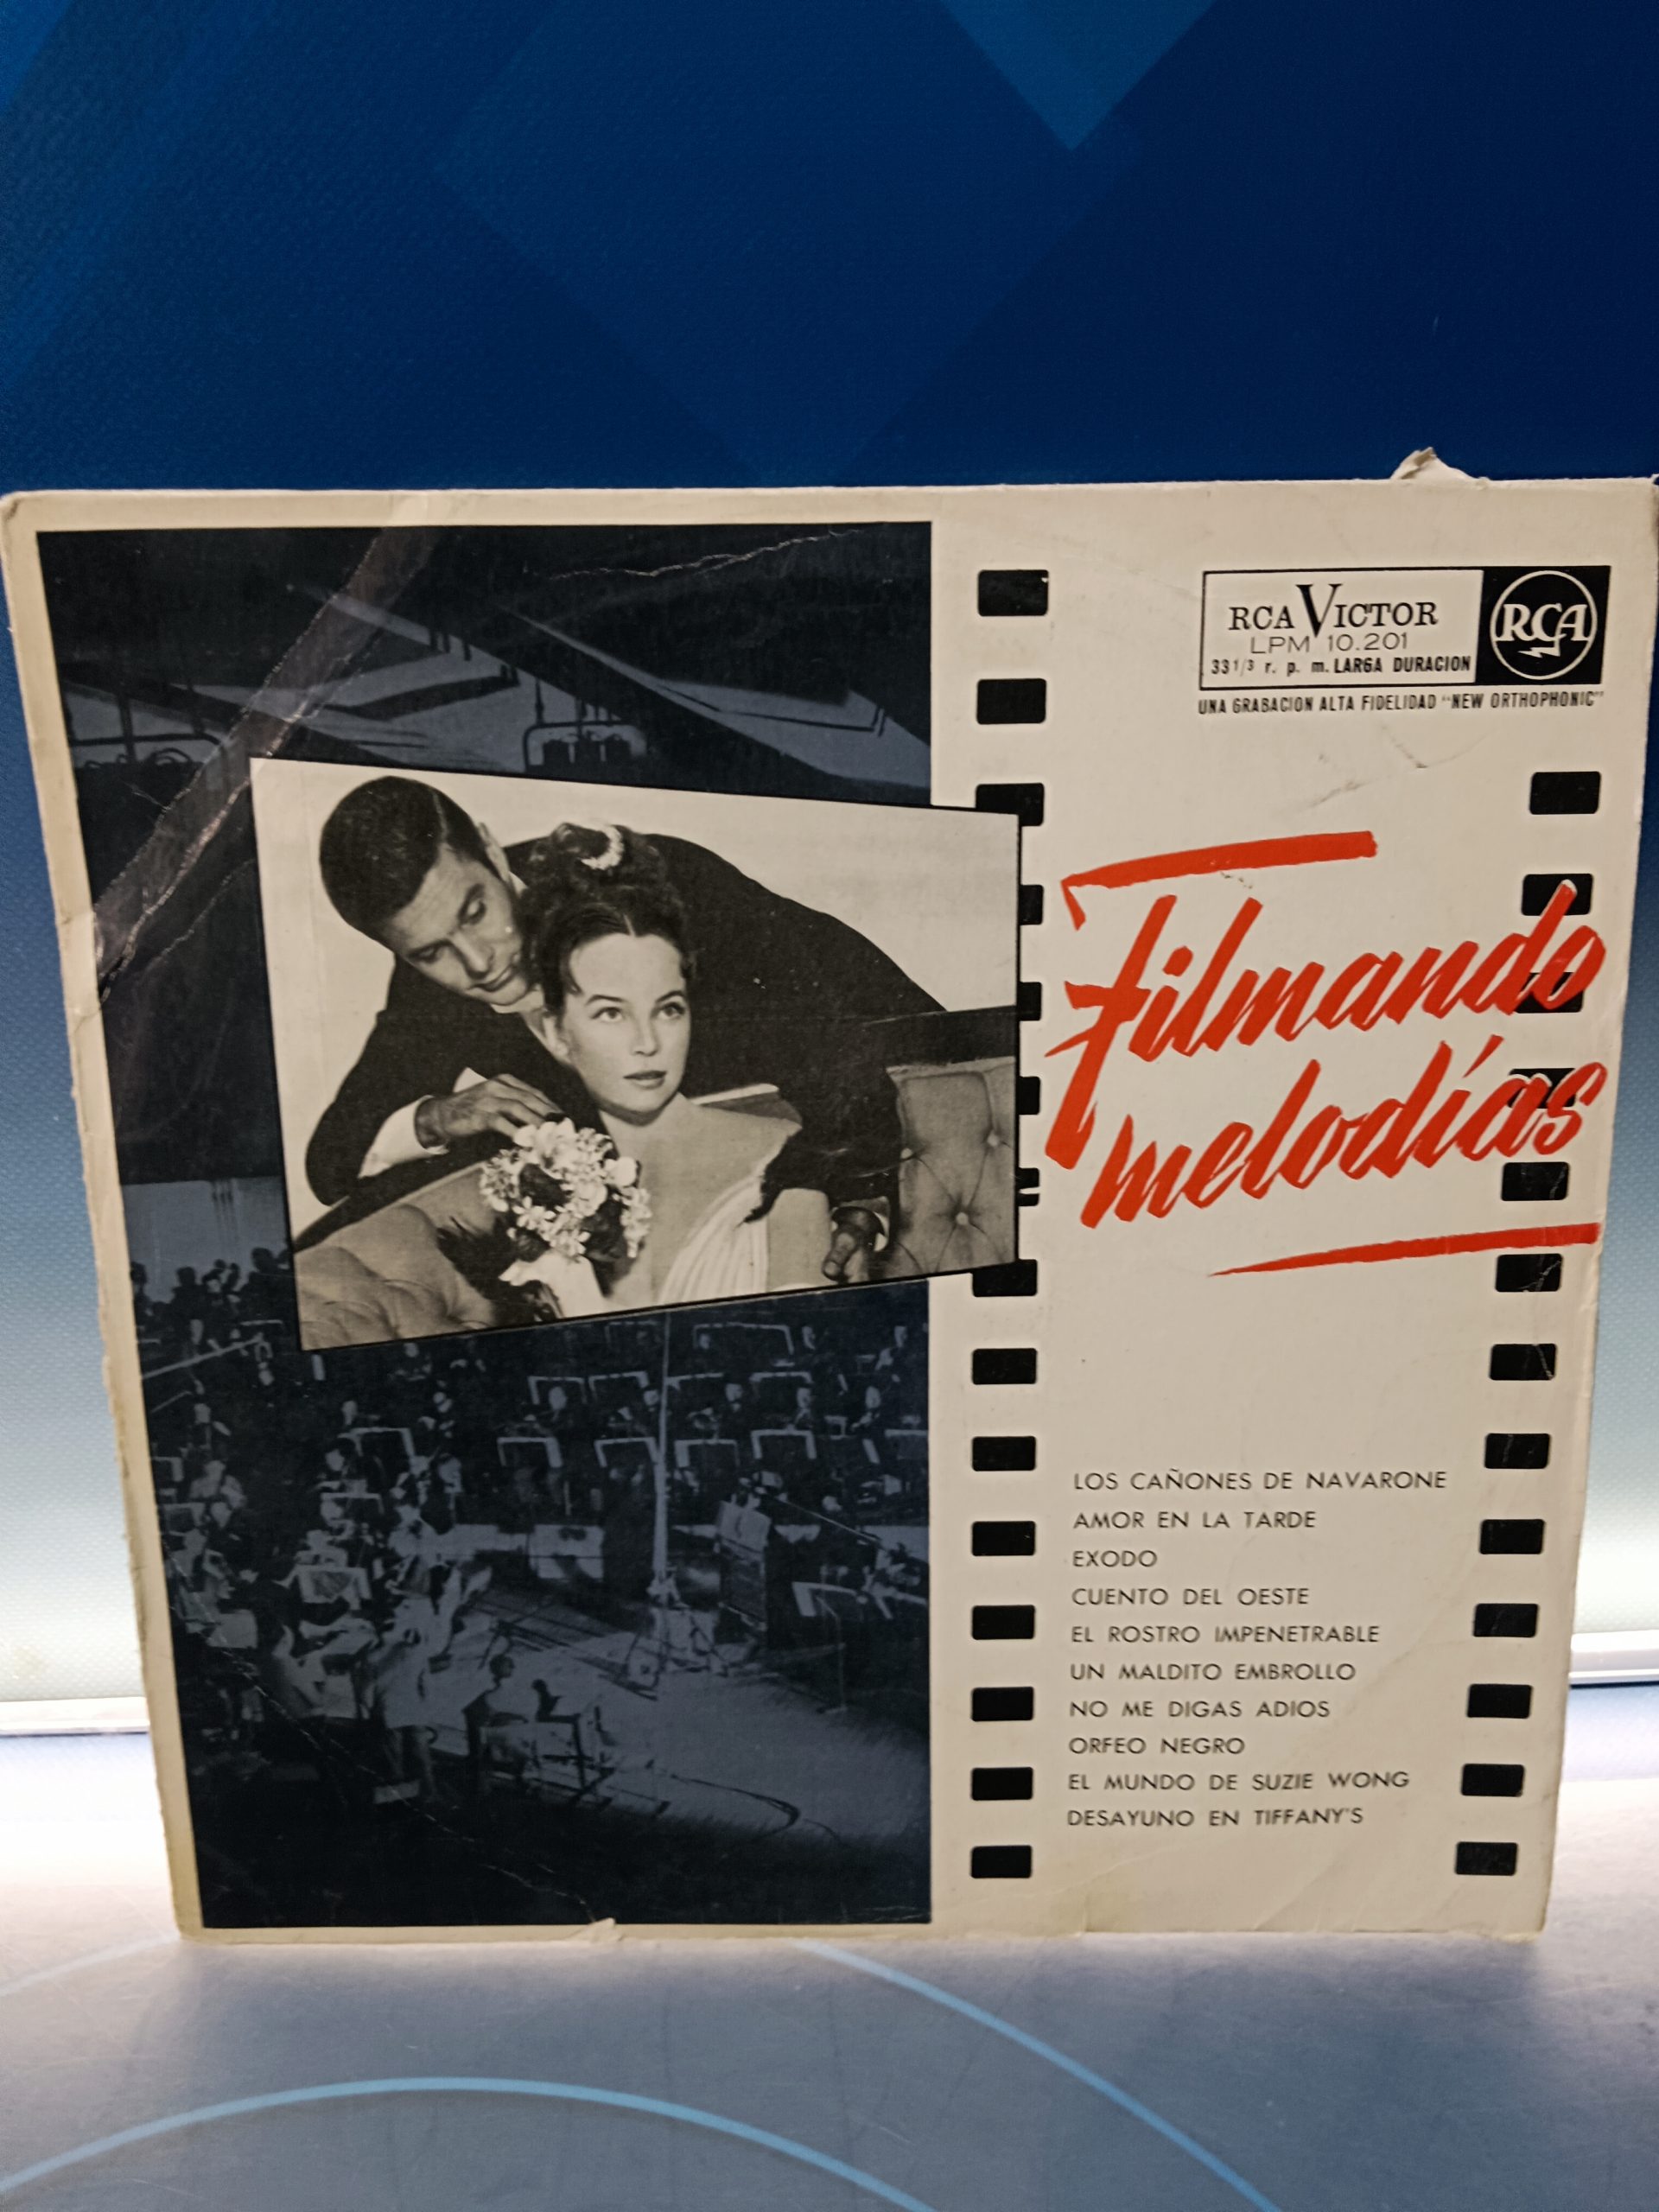 RCA VICTOR
LPM 10.201
33 1/3 r. p. m. LARGA DURACION
RCA
UNA GRABACION ALTA FIDELIDAD "NEW ORTHOPHONIC"
Filmando
melodías
LOS CAÑONES DE NAVARONE
AMOR EN LA TARDE
EXODO
CUENTO DEL OESTE
EL ROSTRO IMPENETRABLE
UN MALDITO EMBROLLO
NO ME DIGAS ADIOS
ORFEO NEGRO
EL MUNDO DE SUZIE WONG
DESAYUNO EN TIFFANY'S